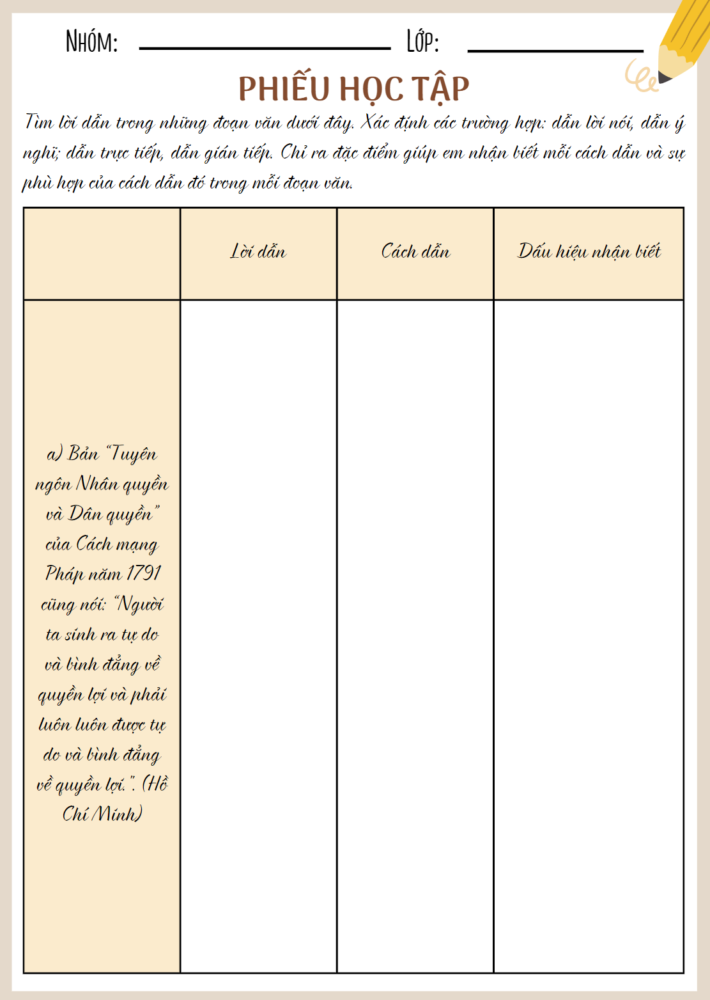 NHÓM: LỚP:
PHIẾU HỌC TẬP
Tìm lời dẫn trong những đoạn văn dưới đây. Xác định các trường hợp: dẫn lời nói, dẫn ý
nghĩ; dẫn trực tiếp, dẫn gián tiếp. Chỉ ra đặc điểm giúp em nhận biết mỗi cách dẫn và sự
phù hợp của cách dẫn đó trong mỗi đoạn văn.
Lời dẫn
Cách dẫn
Dấu hiệu nhận biết
a) Bản “Tuyên
ngôn Nhân quyền
và Dân quyền”
của Cách mạng
Pháp năm 1791
cũng nói: “Người
ta sinh ra tự do
và bình đẳng về
quyền lợi và phải
luôn luôn được tự
do và bình đẳng
về quyền lợi.". (Hồ
Chí Minh)